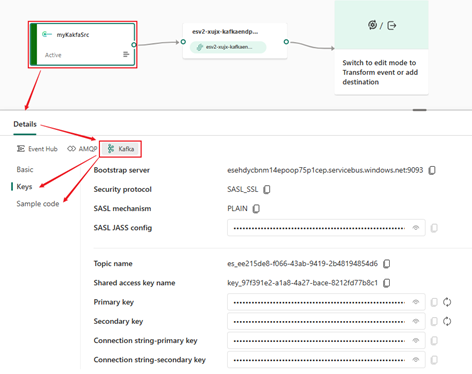 myKakfaSrc
Active
esv2-xujx-kafkaendp...
esv2-xujx-kafkaen...
/
Switch to edit mode to
Transform event or add
destination
Details
Event Hub
AMQP
Kafka
Basic
Keys
Sample code
Bootstrap server esehdycbnm14epoop75p1cep.servicebus.windows.net:9093
Security protocol SASL_SSL
SASL mechanism PLAIN
SASL JASS config
Topic name es_ee215de8-f066-43ab-9419-2b48194854d6
Shared access key name key_97f391e2-a1a8-4a27-bace-8212fd77b8c1
Primary key
Secondary key
Connection string-primary key
Connection string-secondary key